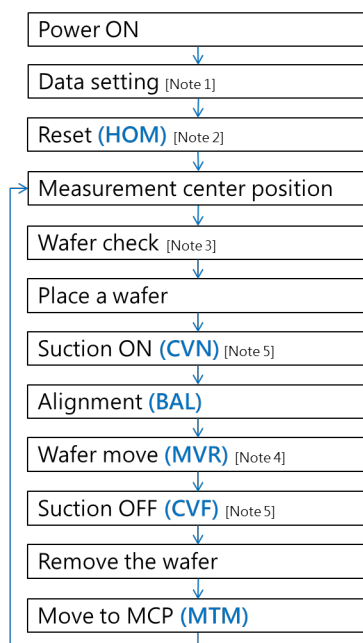 Power ON
Data setting [Note 1]
Reset (HOM) [Note 2]
Measurement center position
Wafer check [Note 3]
Place a wafer
Suction ON (CVN) [Note 5]
Alignment (BAL)
Wafer move (MVR) [Note 4]
Suction OFF (CVF) [Note 5]
Remove the wafer
Move to MCP (MTM)